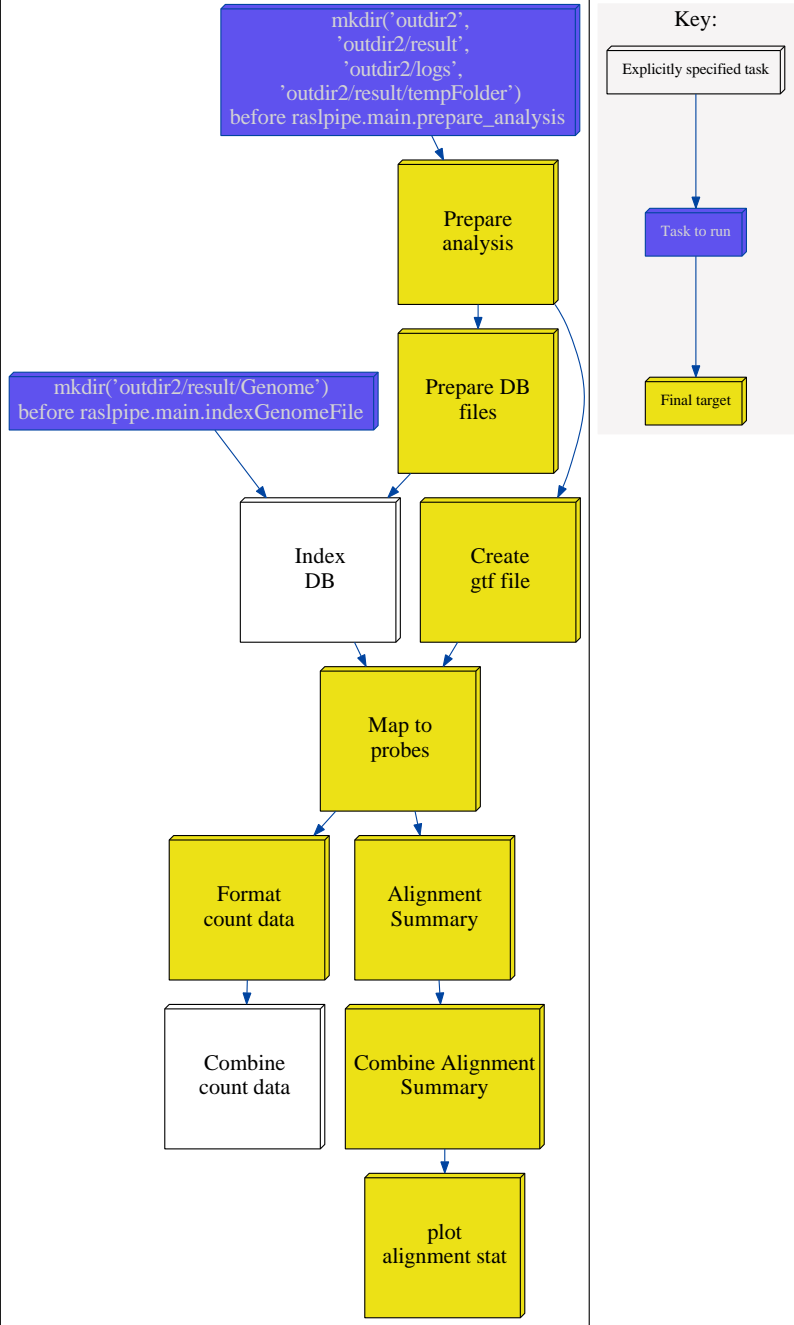 mkdir('outdir2',
'outdir2/result',
'outdir2/logs',
'outdir2/result/tempFolder')
before raslpipe.main.prepare_analysis
Prepare
analysis
Prepare DB
files
mkdir('outdir2/result/Genome')
before raslpipe.main.indexGenomeFile
Index
DB
Create
gtf file
Map to
probes
Format
count data
Alignment
Summary
Combine
count data
Combine Alignment
Summary
plot
alignment stat
Key:
Explicitly specified task
Task to run
Final target